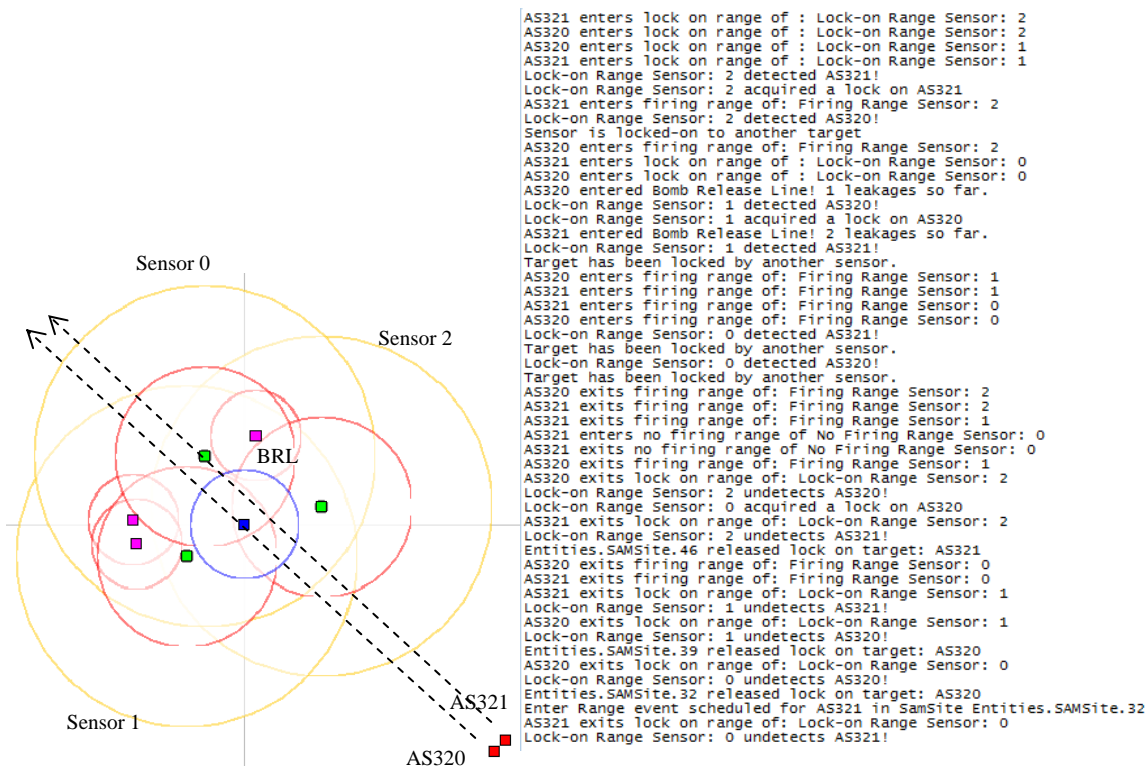 Sensor 0
Sensor 2
BRL
Sensor 1
AS321
AS320
AS321 enters lock on range of : Lock-on Range Sensor: 2
AS320 enters lock on range of : Lock-on Range Sensor: 2
AS320 enters lock on range of : Lock-on Range Sensor: 1
AS321 enters lock on range of : Lock-on Range Sensor: 1
Lock-on Range Sensor: 2 detected AS321!
Lock-on Range Sensor: 2 acquired a lock on AS321
AS321 enters firing range of: Firing Range Sensor: 2
Lock-on Range Sensor: 2 detected AS320!
Sensor is locked-on to another target
AS320 enters firing range of: Firing Range Sensor: 2
AS321 enters lock on range of : Lock-on Range Sensor: 0
AS320 enters lock on range of : Lock-on Range Sensor: 0
AS320 entered Bomb Release Line! 1 leakages so far.
Lock-on Range Sensor: 1 detected AS320!
Lock-on Range Sensor: 1 acquired a lock on AS320
AS321 entered Bomb Release Line! 2 leakages so far.
Lock-on Range Sensor: 1 detected AS321!
Target has been locked by another sensor.
AS320 enters firing range of: Firing Range Sensor: 1
AS321 enters firing range of: Firing Range Sensor: 1
AS321 enters firing range of: Firing Range Sensor: 0
AS320 enters firing range of: Firing Range Sensor: 0
Lock-on Range Sensor: 0 detected AS321!
Target has been locked by another sensor.
Lock-on Range Sensor: 0 detected AS320!
Target has been locked by another sensor.
AS320 exits firing range of: Firing Range Sensor: 2
AS321 exits firing range of: Firing Range Sensor: 2
AS321 exits firing range of: Firing Range Sensor: 1
AS321 enters no firing range of No Firing Range Sensor: 0
AS321 exits no firing range of No Firing Range Sensor: 0
AS320 exits firing range of: Firing Range Sensor: 1
AS320 exits lock on range of: Lock-on Range Sensor: 2
Lock-on Range Sensor: 2 undetects AS320!
Lock-on Range Sensor: 0 acquired a lock on AS320
AS321 exits lock on range of: Lock-on Range Sensor: 2
Lock-on Range Sensor: 2 undetects AS321!
Entities.SAMSite.46 released lock on target: AS321
AS320 exits firing range of: Firing Range Sensor: 0
AS321 exits firing range of: Firing Range Sensor: 0
AS321 exits lock on range of: Lock-on Range Sensor: 1
Lock-on Range Sensor: 1 undetects AS321!
AS320 exits lock on range of: Lock-on Range Sensor: 1
Lock-on Range Sensor: 1 undetects AS320!
Entities.SAMSite.39 released lock on target: AS320
AS320 exits lock on range of: Lock-on Range Sensor: 0
Lock-on Range Sensor: 0 undetects AS320!
Entities.SAMSite.32 released lock on target: AS320
Enter Range event scheduled for AS321 in SamSite Entities.SAMSite.32
AS321 exits lock on range of: Lock-on Range Sensor: 0
Lock-on Range Sensor: 0 undetects AS321!